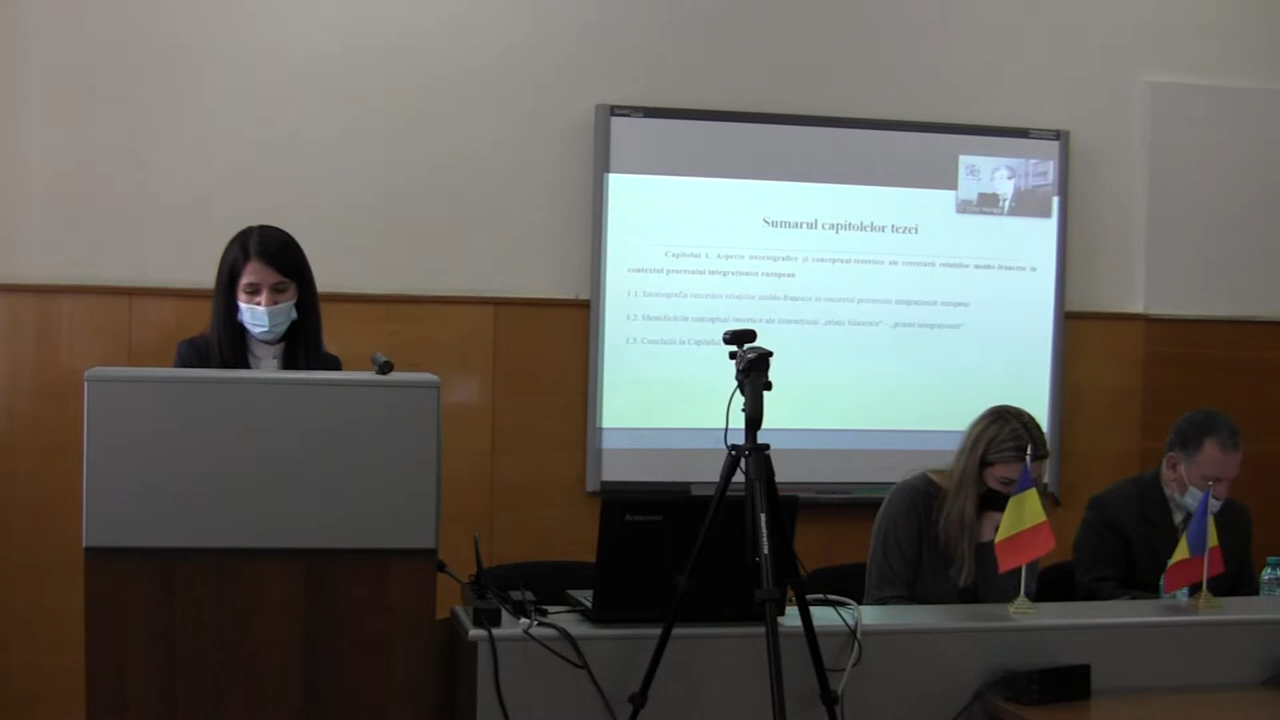 Sumarul capitolelor tezei
Capitolul 1. Aspecte istoriografice și conceptual-teoretice ale cercetării relațiilor moldo-franceze în
contextul procesului integraționist european
1.1. Istoriografia cercetării relațiilor moldo-franceze în contextul procesului integraționist european
1.2. Identificările conceptual-teoretice ale interacțiunii „relații bilaterale” – „proces integraționist”
1.3. Concluzii la Capitolul
lenovo
Manfrotto